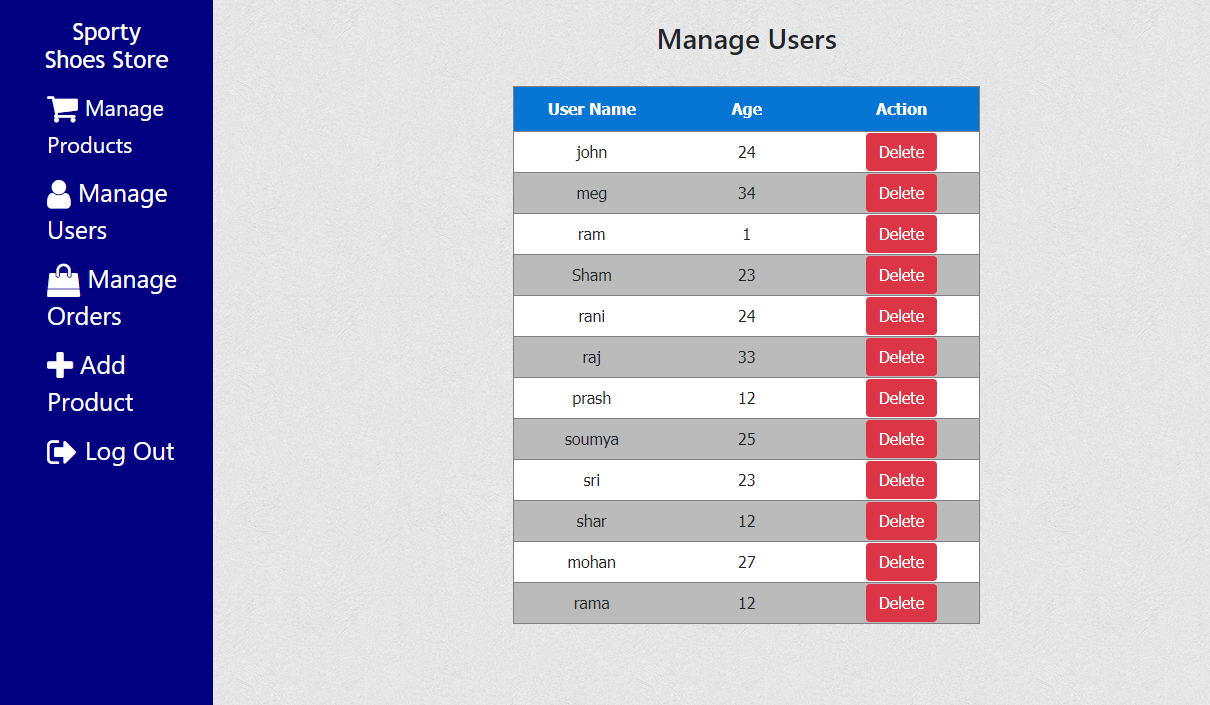 Sporty
Shoes Store
Manage
Products
Manage
Users
Manage
Orders
Add
Product
Log Out
Manage Users
User Name Age Action
john 24 Delete
meg 34 Delete
ram 1 Delete
Sham 23 Delete
rani 24 Delete
raj 33 Delete
prash 12 Delete
soumya 25 Delete
sri 23 Delete
shar 12 Delete
mohan 27 Delete
rama 12 Delete